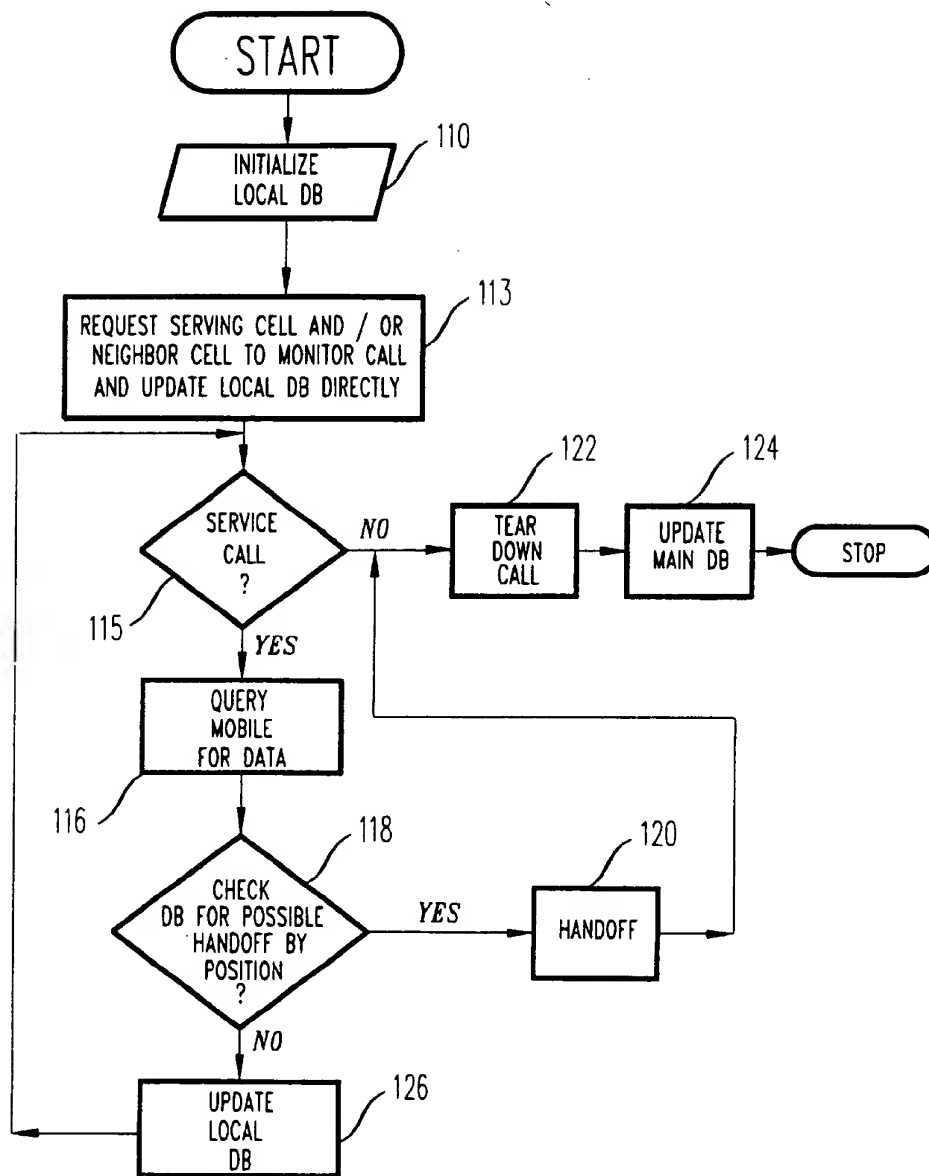 START
110
INITIALIZE
LOCAL DB
113
REQUEST SERVING CELL AND / OR
NEIGHBOR CELL TO MONITOR CALL
AND UPDATE LOCAL DB DIRECTLY
SERVICE
CALL
?
115
NO
YES
122
TEAR
DOWN
CALL
124
UPDATE
MAIN DB
STOP
QUERY
MOBILE
FOR DATA
116
118
CHECK
DB FOR POSSIBLE
HANDOFF BY
POSITION
?
YES
120
HANDOFF
NO
UPDATE
LOCAL
DB
126